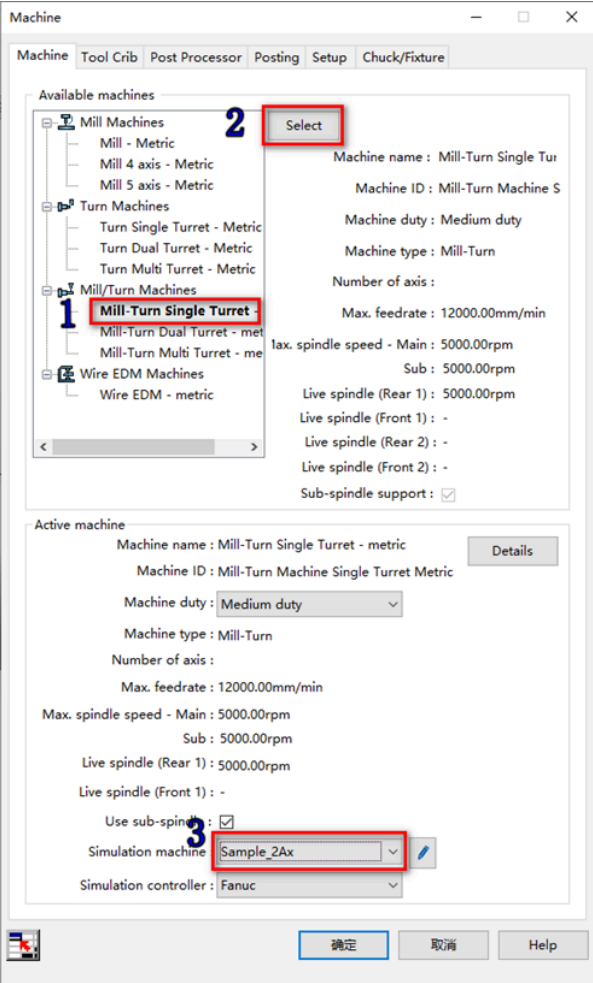 Machine
Machine Tool Crib Post Processor Posting Setup Chuck/Fixture
Available machines
Mill Machines
Mill - Metric
Mill 4 axis - Metric
Mill 5 axis - Metric
Turn Machines
Turn Single Turret - Metric
Turn Dual Turret - Metric
Turn Multi Turret - Metric
Mill/Turn Machines
1
Mill-Turn Single Turret -
Mill-Turn Dual Turret - met
Mill-Turn Multi Turret - me
Wire EDM Machines
Wire EDM - metric
2
Select
Machine name : Mill-Turn Single Tur
Machine ID : Mill-Turn Machine S
Machine duty : Medium duty
Machine type : Mill-Turn
Number of axis :
Max. feedrate : 12000.00mm/min
1ax. spindle speed - Main : 5000.00rpm
Sub : 5000.00rpm
Live spindle (Rear 1) : 5000.00rpm
Live spindle (Front 1) : -
Live spindle (Rear 2) : -
Live spindle (Front 2) : -
Sub-spindle support :
Active machine
Machine name : Mill-Turn Single Turret - metric
Details
Machine ID : Mill-Turn Machine Single Turret Metric
Machine duty : Medium duty
Machine type : Mill-Turn
Number of axis :
Max. feedrate : 12000.00mm/min
Max. spindle speed - Main : 5000.00rpm
Sub : 5000.00rpm
Live spindle (Rear 1) : 5000.00rpm
Live spindle (Front 1) : -
Use sub-spindle :
3
Simulation machine : Sample_2Ax
Simulation controller : Fanuc
确定 取消 Help